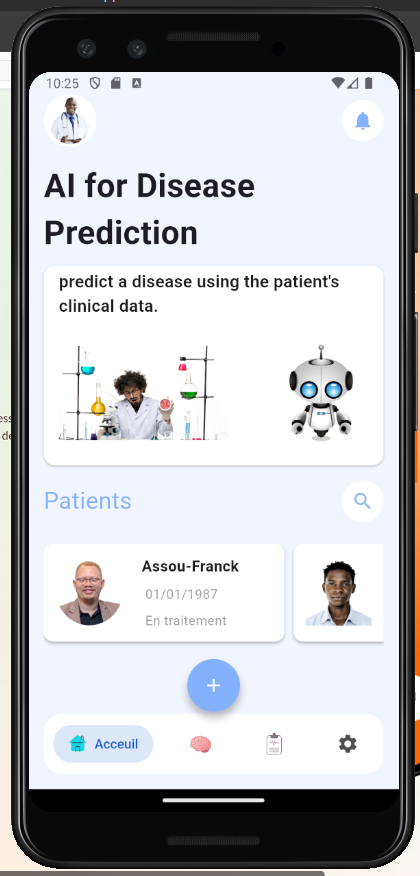 10:25
AI for Disease
Prediction
predict a disease using the patient's
clinical data.
Patients
Assou-Franck
01/01/1987
En traitement
+
Acceuil